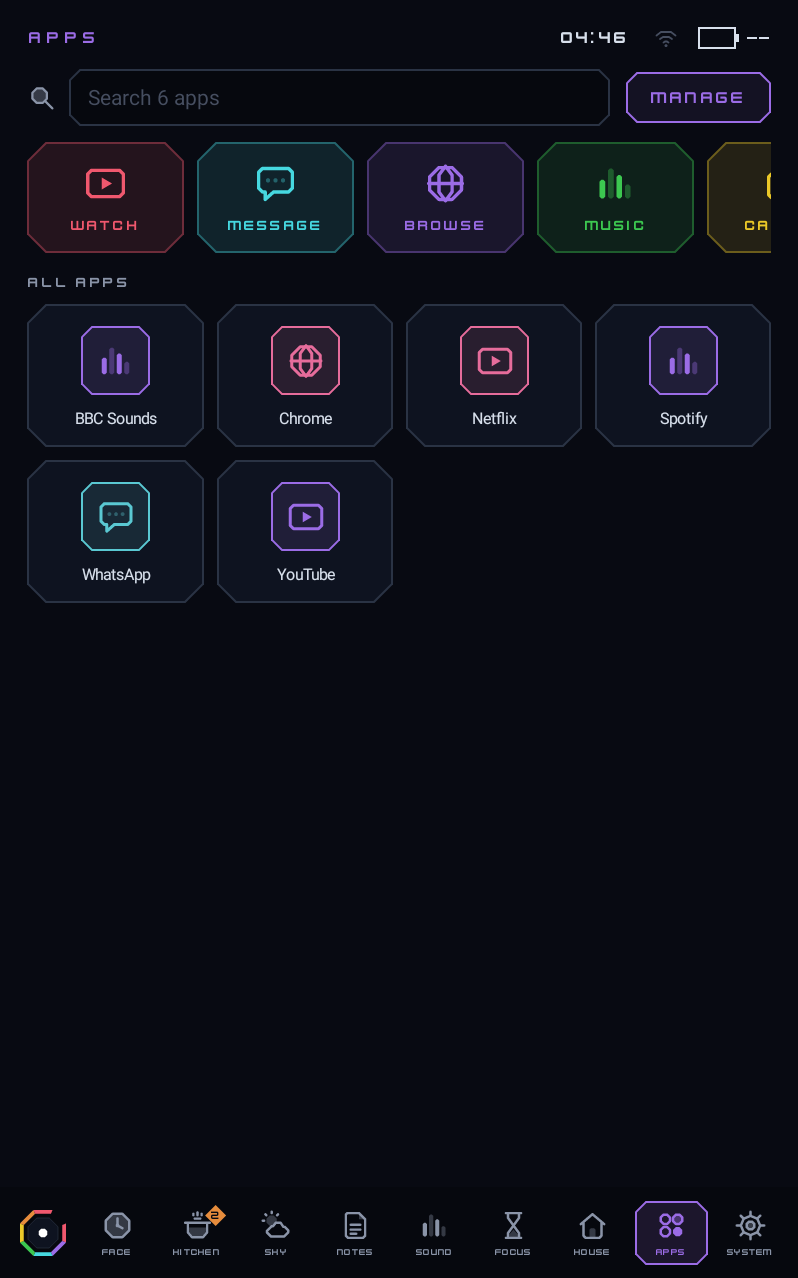 APPS
04:46
--
Search 6 apps
MANAGE
WATCH
MESSAGE
BROWSE
MUSIC
CA
ALL APPS
BBC Sounds
Chrome
Netflix
Spotify
WhatsApp
YouTube
2
FACE
KITCHEN
SKY
NOTES
SOUND
FOCUS
HOUSE
APPS
SYSTEM